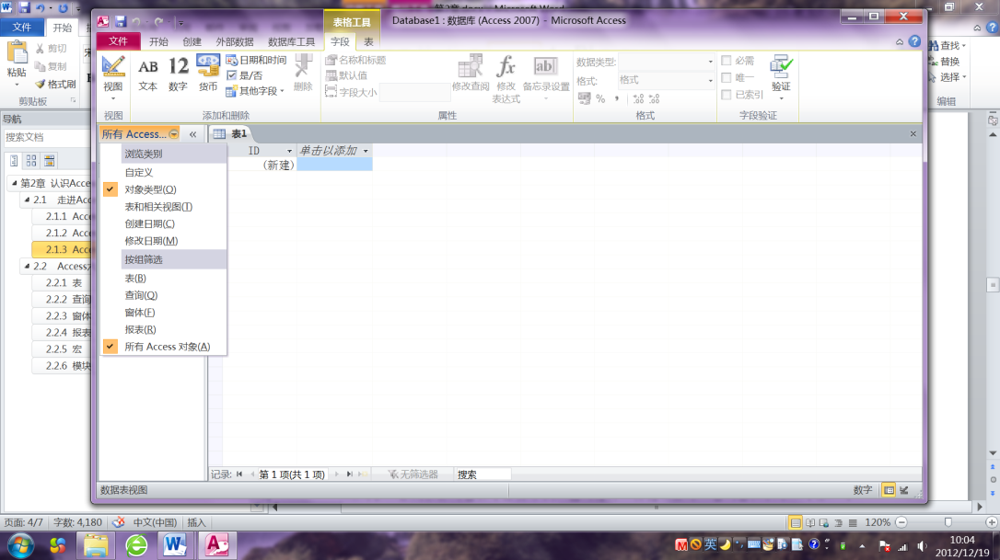 Database1 : 数据库 (Access 2007) - Microsoft Access
表格工具
文件 开始 创建 外部数据 数据库工具 字段 表
视图
AB 文本
12 数字
货币
日期和时间
是/否
其他字段
删除
名称和标题
默认值
字段大小
修改查阅
fx 修改
表达式
ab 备忘录设置
数据类型:
格式: 格式
必需
唯一
已索引
验证
视图 添加和删除 属性 格式 字段验证
文件 开始
粘贴
剪切
复制
格式刷
剪贴板
查找
替换
选择
编辑
导航
搜索文档
第2章 认识Acce
2.1 走进Acc
2.1.1 Acce
2.1.2 Acce
2.1.3 Acce
2.2 Access
2.2.1 表
2.2.2 查询
2.2.3 窗体
2.2.4 报表
2.2.5 宏
2.2.6 模块
所有 Access... «
浏览类别
自定义
对象类型(O)
表和相关视图(T)
创建日期(C)
修改日期(M)
按组筛选
表(B)
查询(Q)
窗体(F)
报表(R)
所有 Access 对象(A)
表1
ID 单击以添加
(新建)
记录: 第 1 项(共 1 项) 无筛选器 搜索
数据表视图 数字
页面: 4/7 字数: 4,180 中文(中国) 插入 120%
英
10:04
2012/12/19